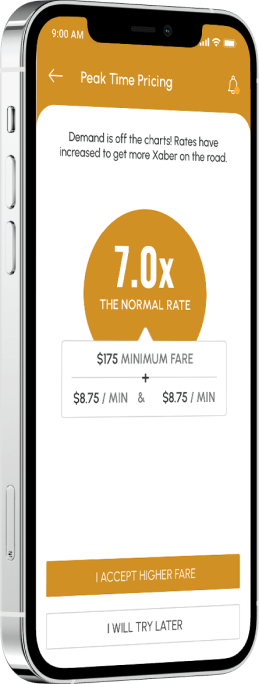 9:00 AM
Peak Time Pricing
Demand is off the charts! Rates have
increased to get more Xaber on the road.
7.0x
THE NORMAL RATE
$175 MINIMUM FARE
+
$8.75 / MIN & $8.75 / MIN
I ACCEPT HIGHER FARE
I WILL TRY LATER